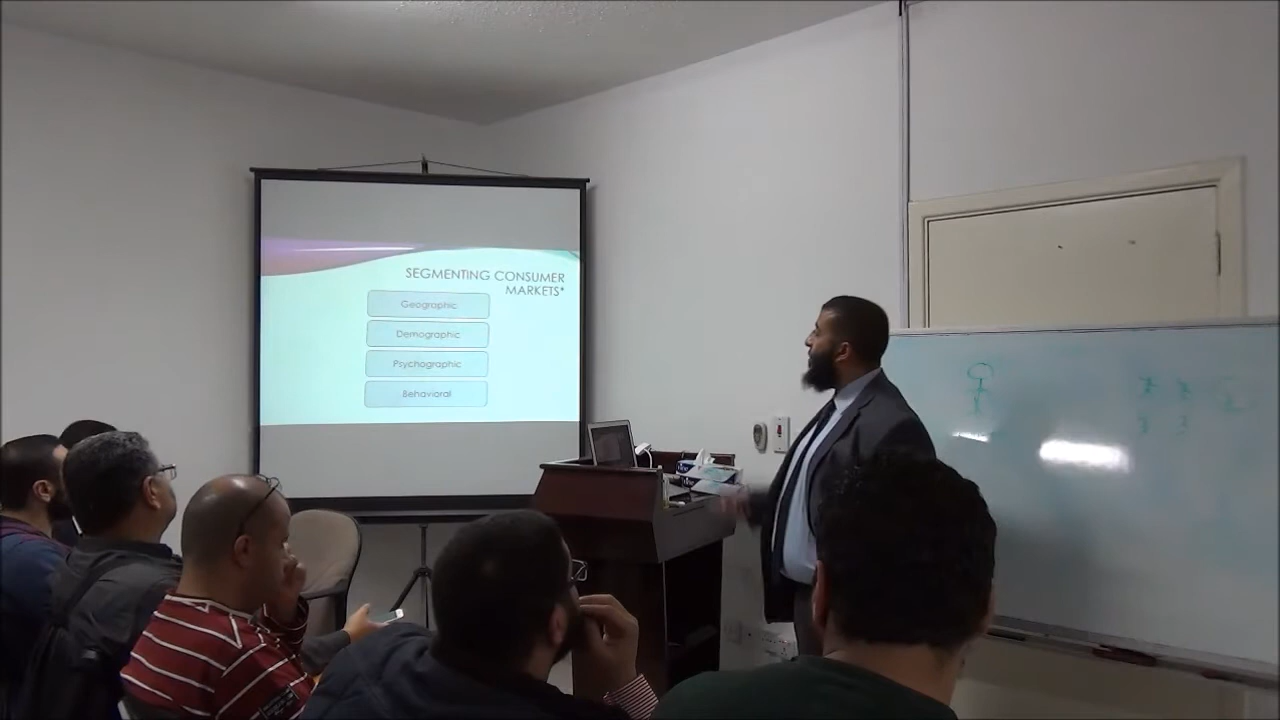 SEGMENTING CONSUMER
MARKETS*
Geographic
Demographic
Psychographic
Behavioral